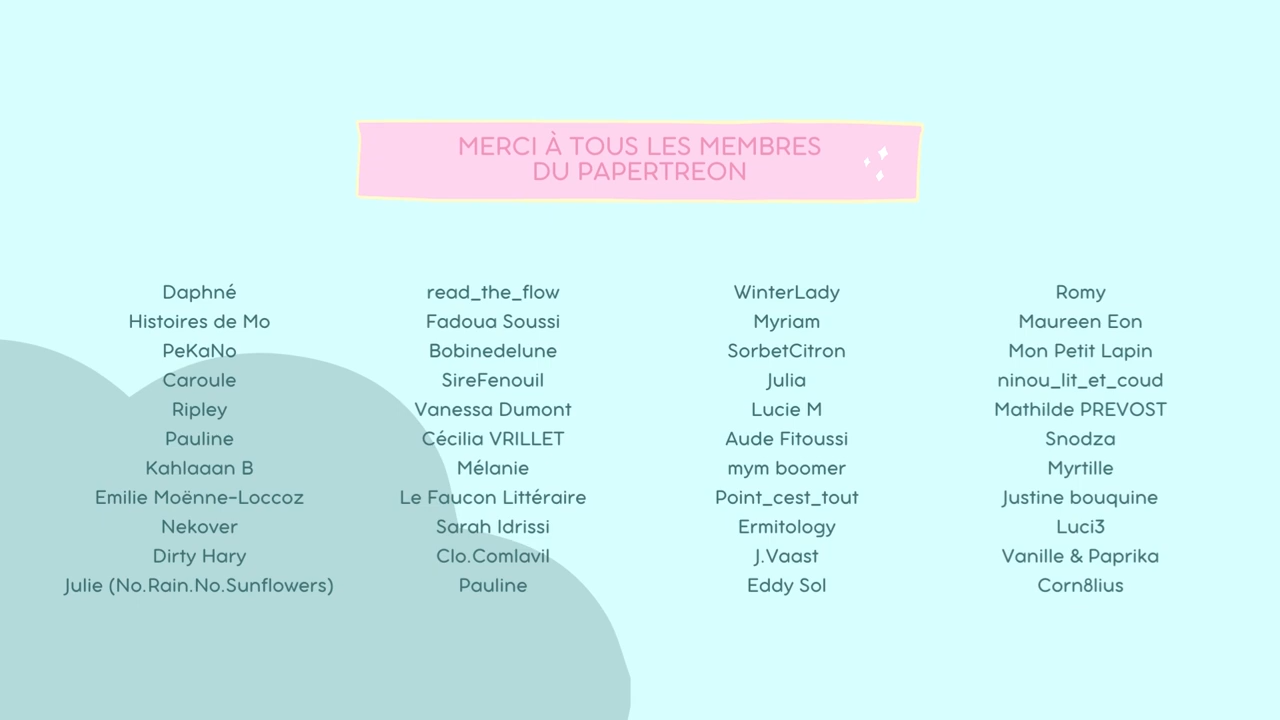 MERCI À TOUS LES MEMBRES
DU PAPERTREON
Daphné
Histoires de Mo
PeKaNo
Caroule
Ripley
Pauline
Kahlaaan B
Emilie Moënne-Loccoz
Nekover
Dirty Hary
Julie (No.Rain.No.Sunflowers)
read_the_flow
Fadoua Soussi
Bobinedelune
SireFenouil
Vanessa Dumont
Cécilia VRILLET
Mélanie
Le Faucon Littéraire
Sarah Idrissi
Clo.Comlavil
Pauline
WinterLady
Myriam
SorbetCitron
Julia
Lucie M
Aude Fitoussi
mym boomer
Point_cest_tout
Ermitology
J.Vaast
Eddy Sol
Romy
Maureen Eon
Mon Petit Lapin
ninou_lit_et_coud
Mathilde PREVOST
Snodza
Myrtille
Justine bouquine
Luci3
Vanille & Paprika
Corn8lius